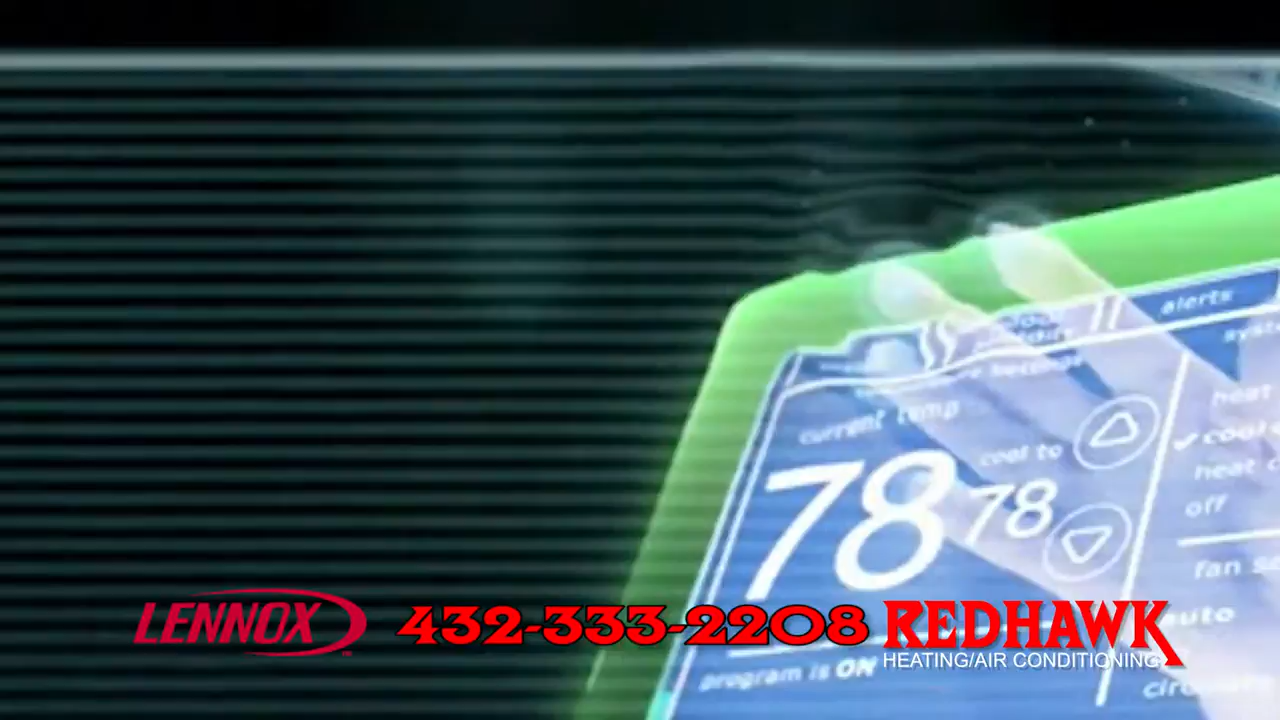 alerts
current temp
cool to
78
78
heat
cool
heat
off
fan
auto
program is ON
LENNOX
432-333-2208
REDHAWK
HEATING/AIR CONDITIONING